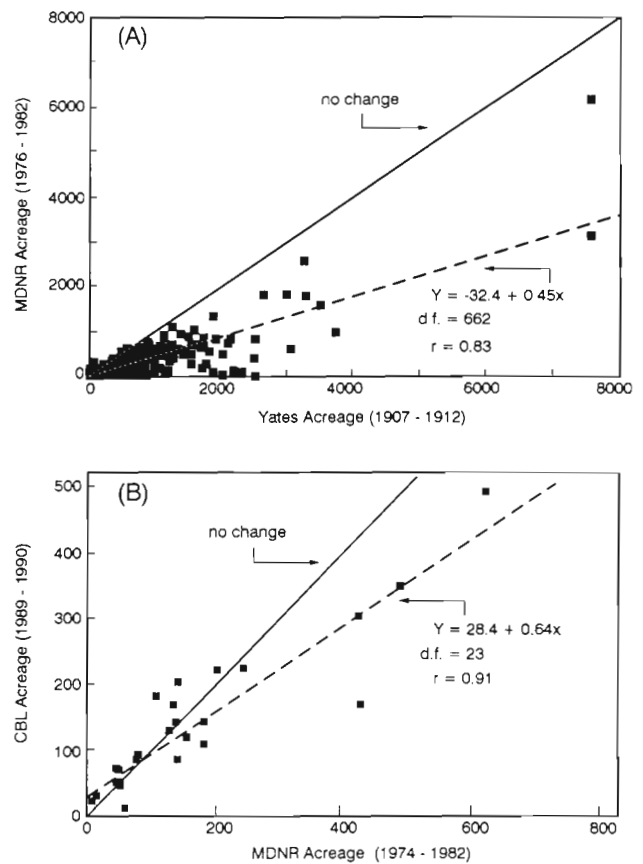 (A)
8000
6000
4000
2000
0
MDNR Acreage (1976 - 1982)
no change
Y = -32.4 + 0 45x
d f. = 662
r = 0.83
0 2000 4000 6000 8000
Yates Acreage (1907 - 1912)
(B)
500
400
300
200
100
0
CBL Acreage (1989 - 1990)
no change
Y = 28.4 + 0.64x
d.f. = 23
r = 0.91
0 200 400 600 800
MDNR Acreage (1974 - 1982)